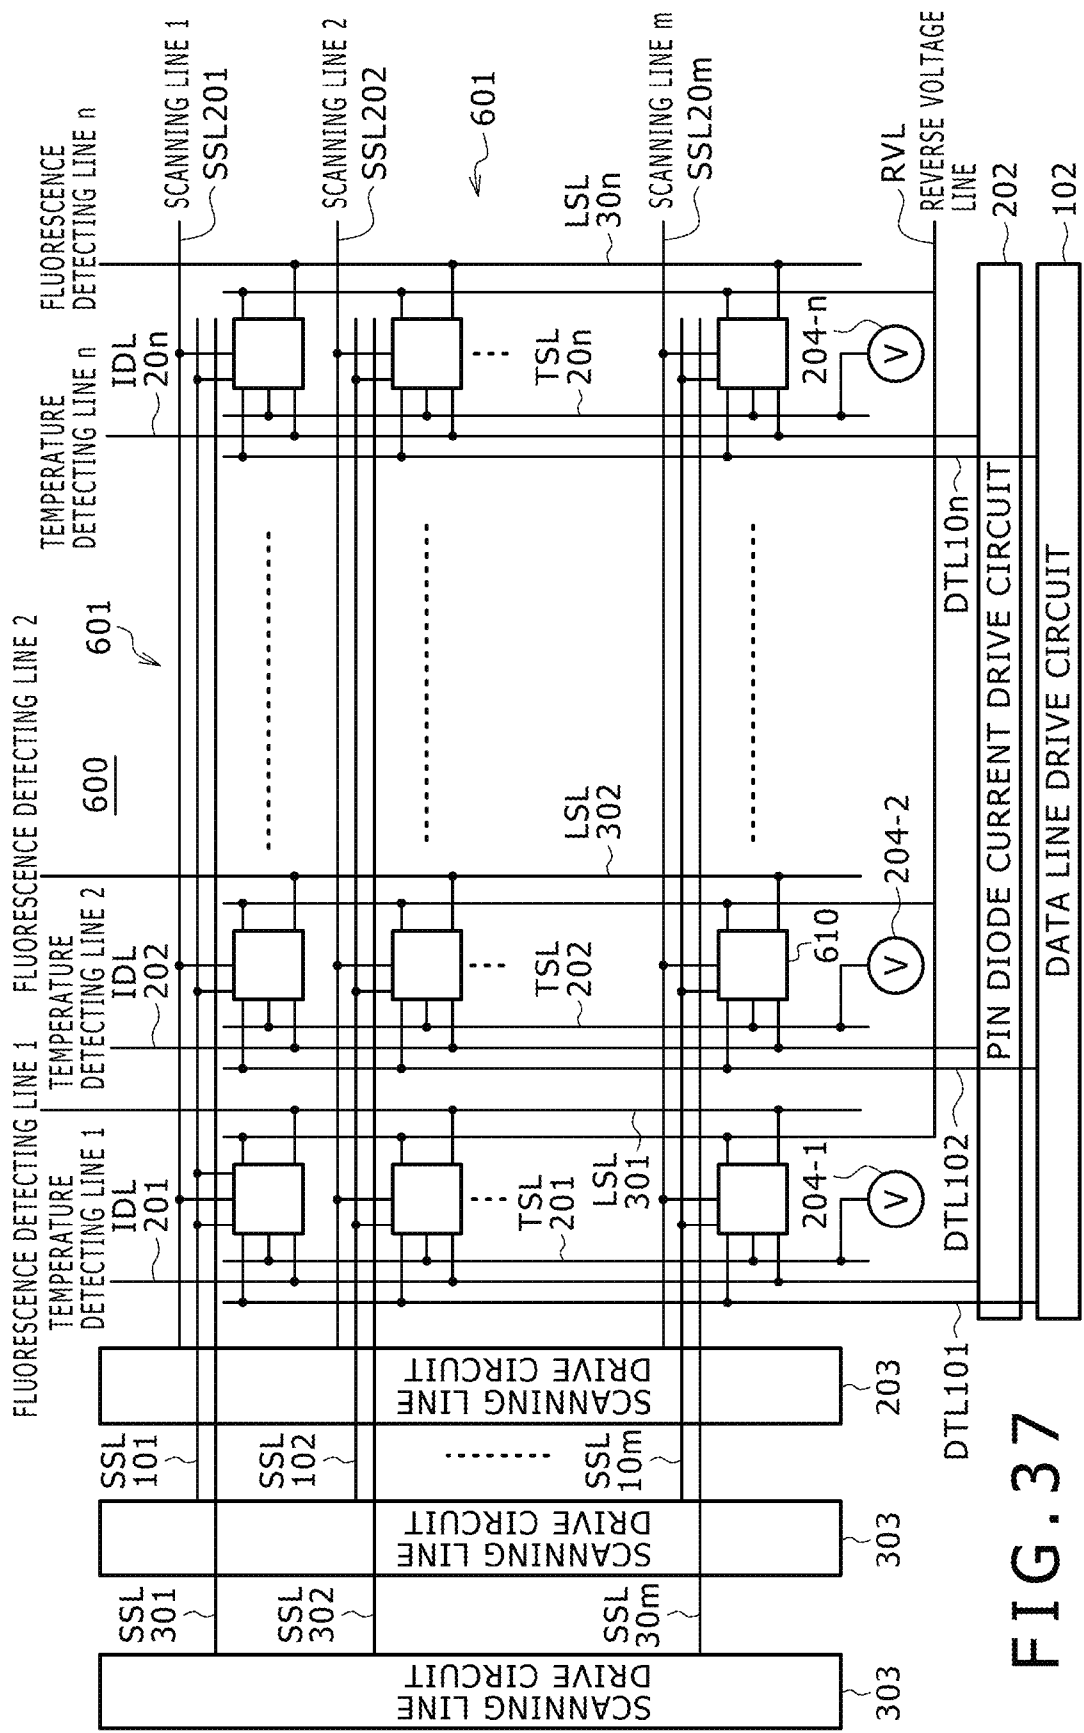 FLUORESCENCE DETECTING LINE 1
TEMPERATURE
DETECTING LINE 1
IDL
201
FLUORESCENCE DETECTING LINE 2
TEMPERATURE
DETECTING LINE 2
IDL
202
600
601
TEMPERATURE
DETECTING LINE n
IDL
20n
FLUORESCENCE
DETECTING LINE n
SCANNING LINE 1
SSL201
SCANNING LINE 2
SSL202
601
SCANNING LINE m
SSL20m
RVL
REVERSE VOLTAGE
LINE
202
102
SSL
301
SSL
101
SSL
302
SSL
102
SSL
30m
SSL
10m
SCANNING LINE
DRIVE CIRCUIT
303
SCANNING LINE
DRIVE CIRCUIT
303
SCANNING LINE
DRIVE CIRCUIT
203
TSL
201
LSL
301
TSL
202
LSL
302
TSL
20n
LSL
30n
610
204-1
V
204-2
V
204-n
V
DTL101
DTL102
DTL10n
PIN DIODE CURRENT DRIVE CIRCUIT
DATA LINE DRIVE CIRCUIT
FIG.37